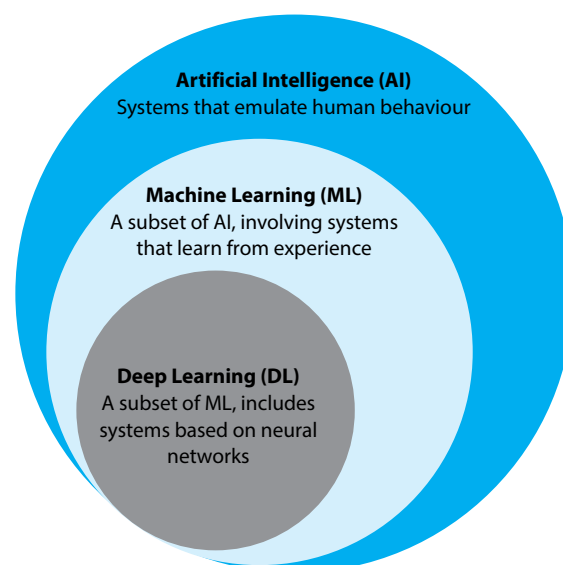 Artificial Intelligence (AI)
Systems that emulate human behaviour
Machine Learning (ML)
A subset of AI, involving systems
that learn from experience
Deep Learning (DL)
A subset of ML, includes
systems based on neural
networks